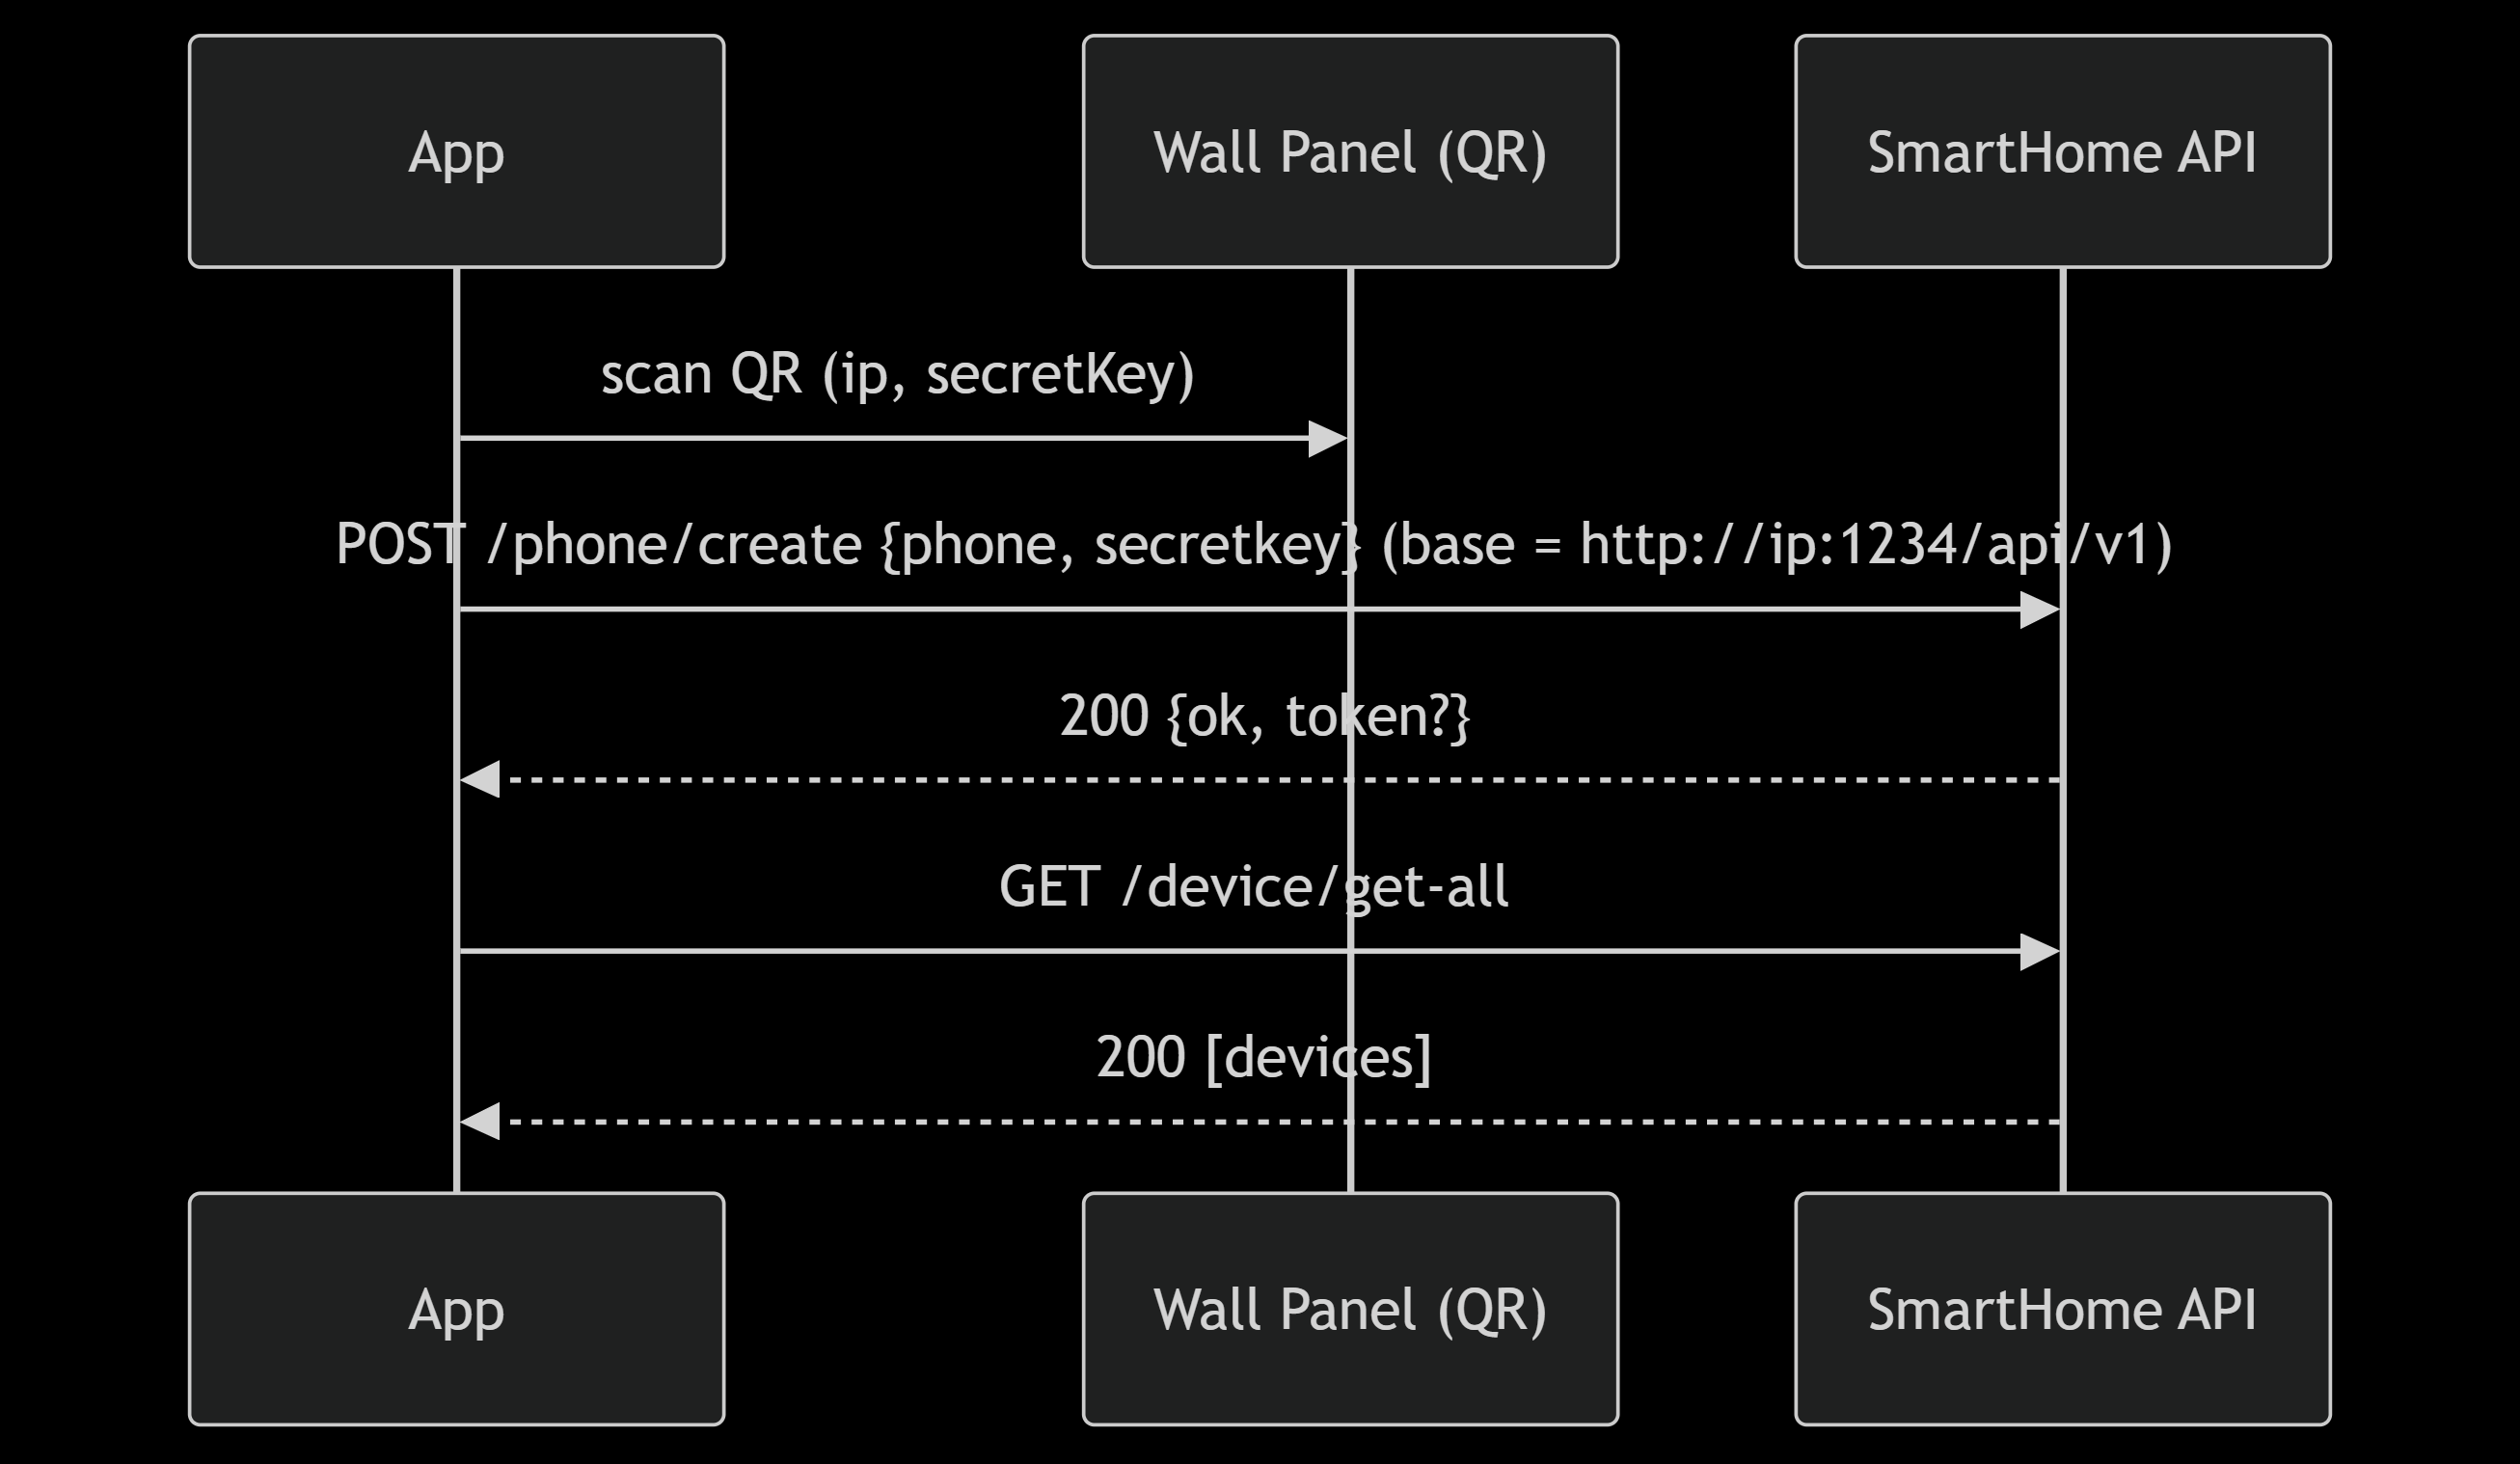 App
Wall Panel (QR)
SmartHome API
scan QR (ip, secretKey)
POST /phone/create {phone, secretkey} (base = http://ip:1234/api/v1)
200 {ok, token?}
GET /device/get-all
200 [devices]
App
Wall Panel (QR)
SmartHome API